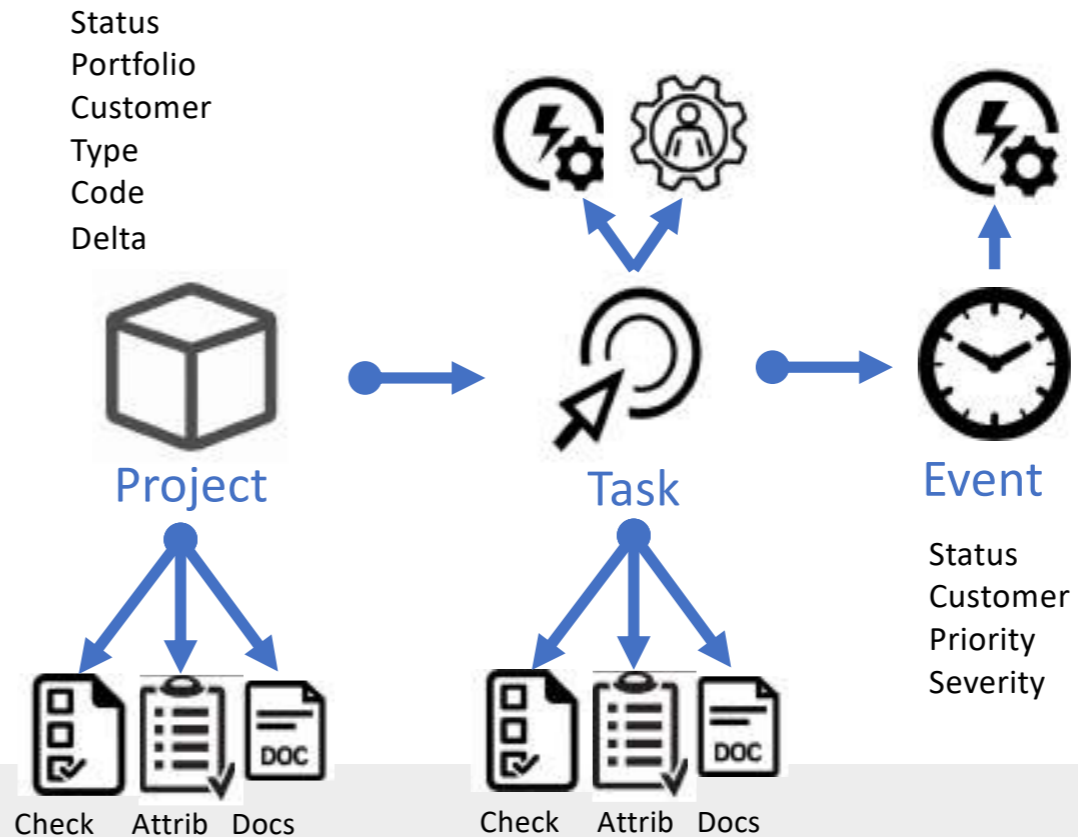 Status
Portfolio
Customer
Type
Code
Delta
Project
Task
Event
Status
Customer
Priority
Severity
DOC
DOC
Check Attrib Docs
Check Attrib Docs